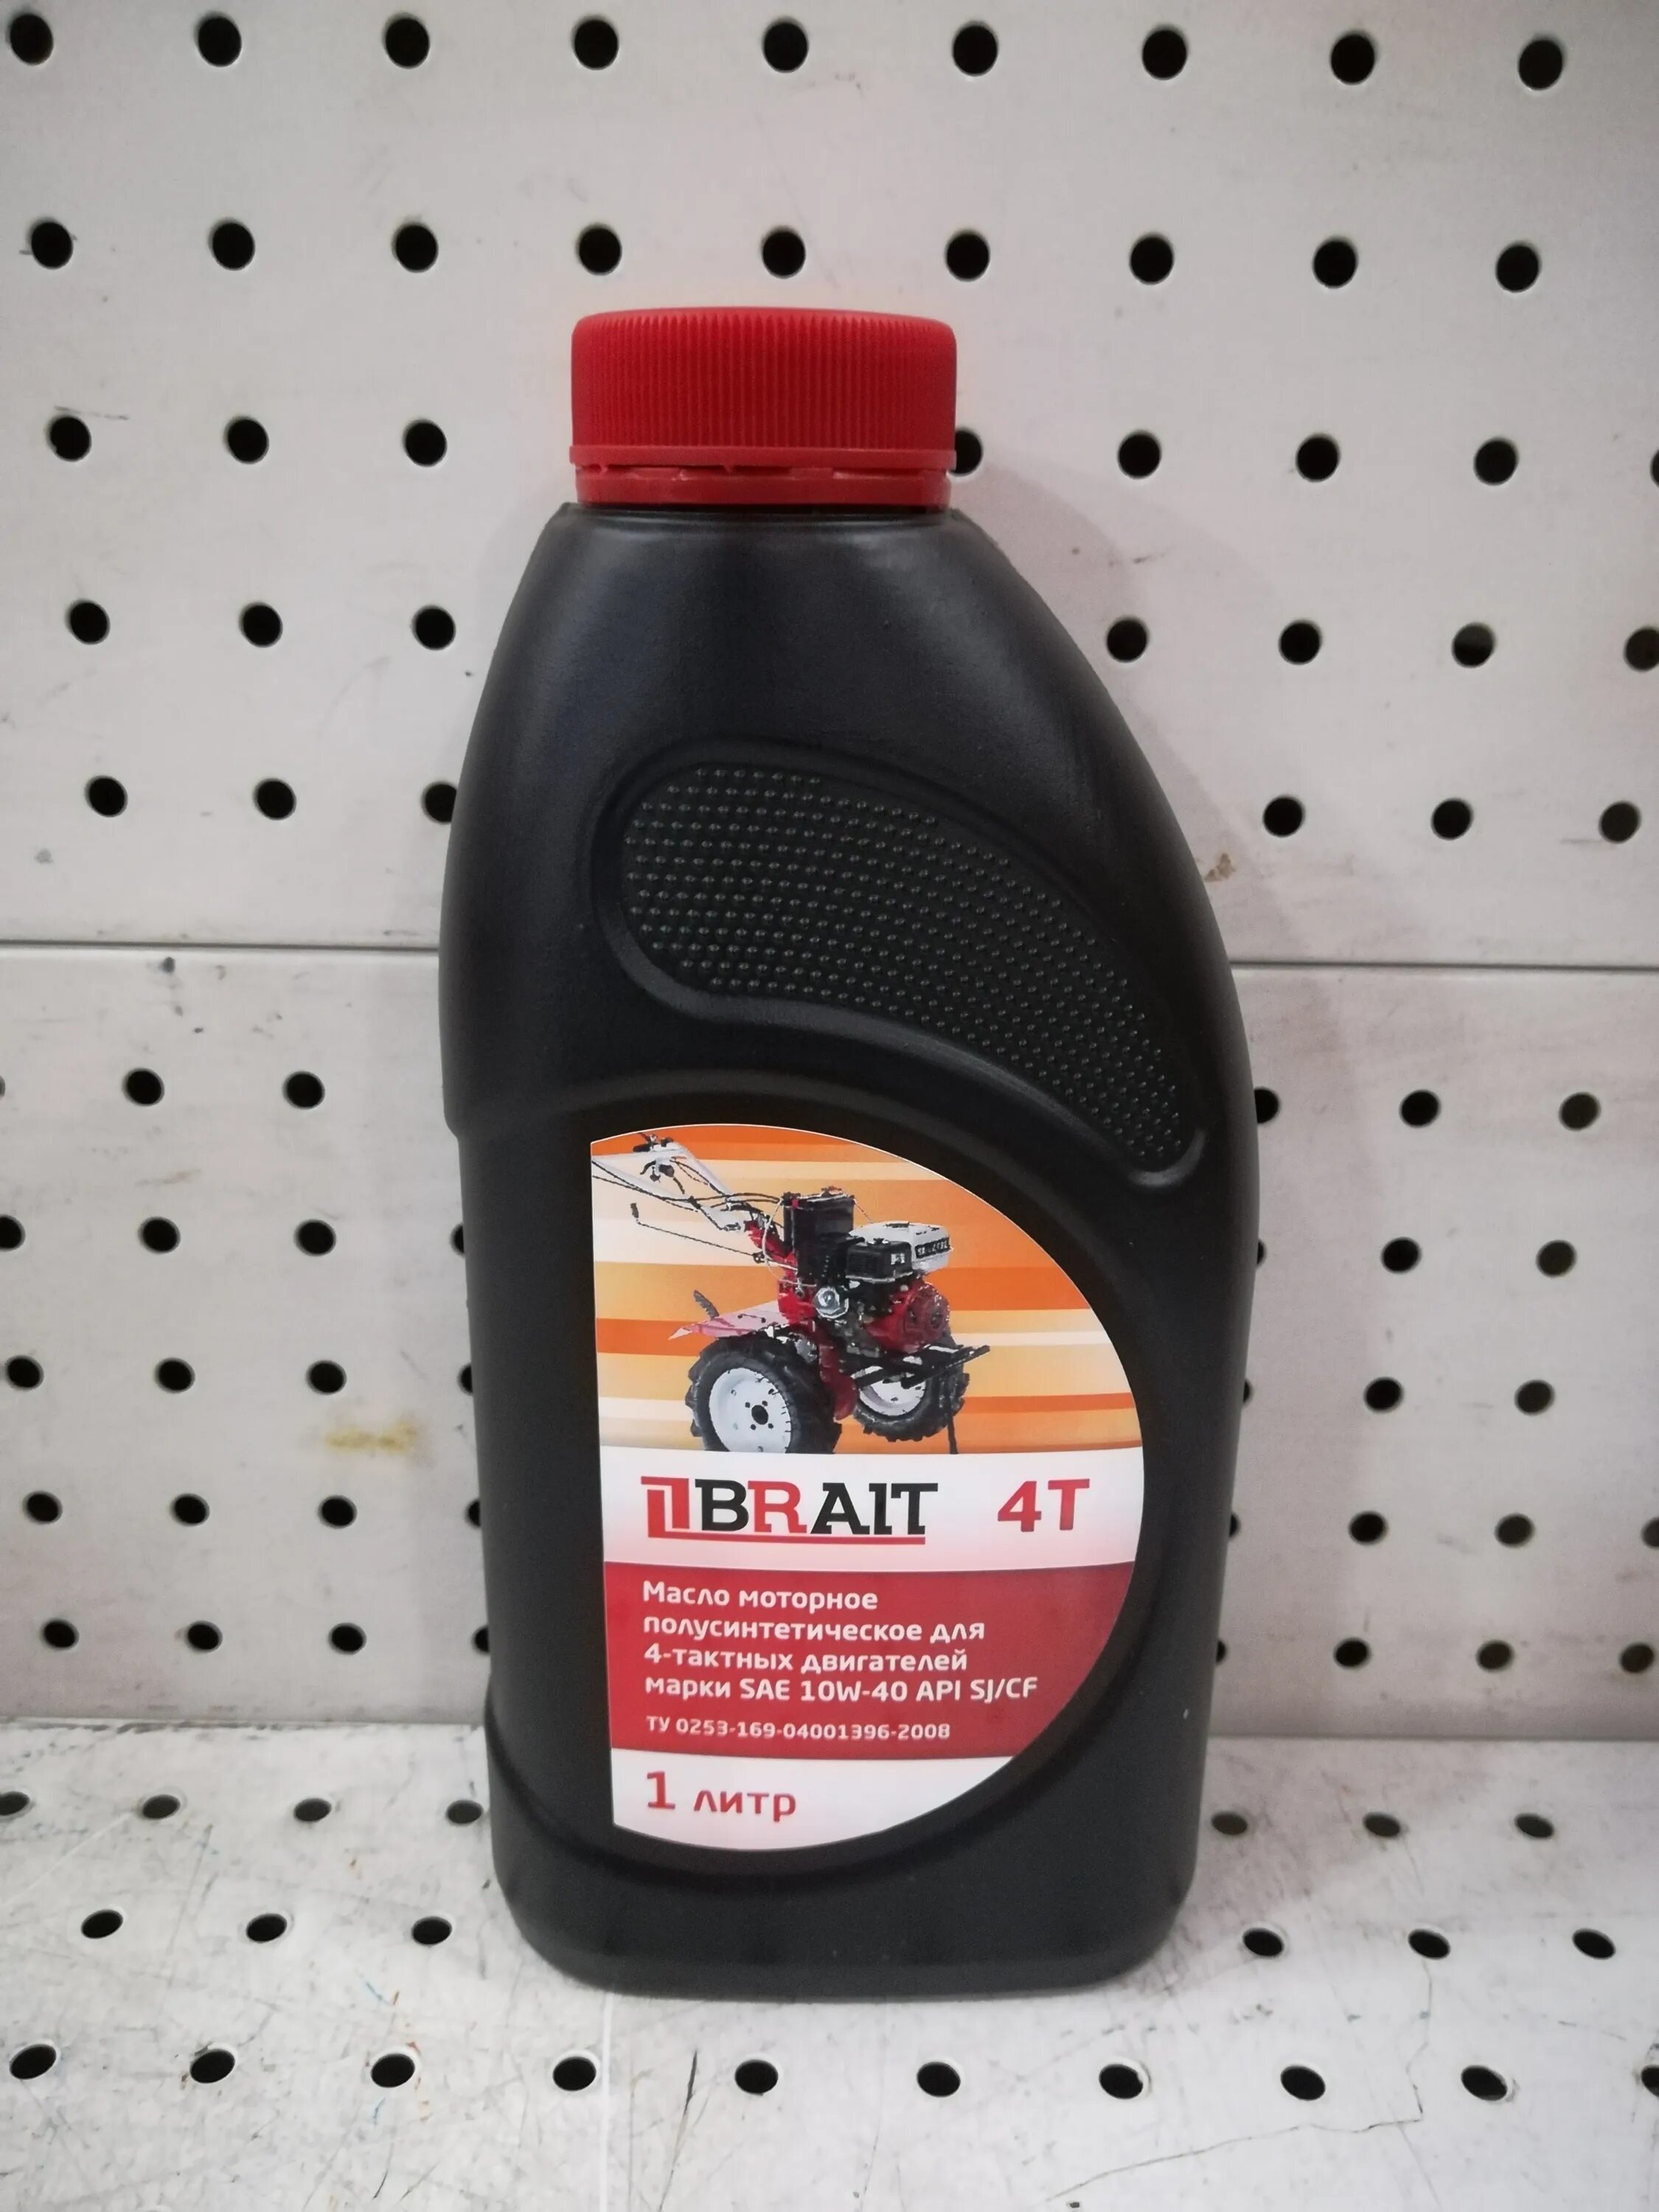 BRAIT 4T
Масло моторное
полусинтетическое для
4-тактных двигателей
марки SAE 10W-40 API SJ/CF
ТУ 0253-169-04001396-2008
1 литр